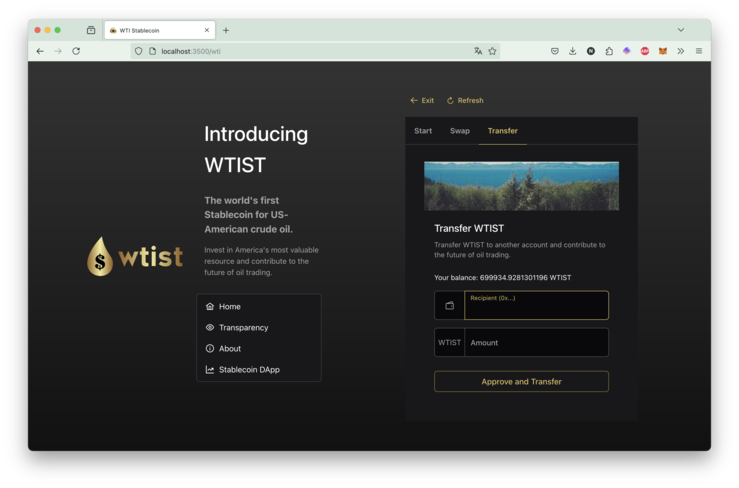 WTI Stablecoin
localhost:3500/wti
Exit
Refresh
Introducing
WTIST
The world's first
Stablecoin for US-
American crude oil.
Invest in America's most valuable
resource and contribute to the
future of oil trading.
$ wtist
Home
Transparency
About
Stablecoin DApp
Start Swap Transfer
Transfer WTIST
Transfer WTIST to another account and contribute to
the future of oil trading.
Your balance: 699934.9281301196 WTIST
Recipient (0x...)
WTIST Amount
Approve and Transfer